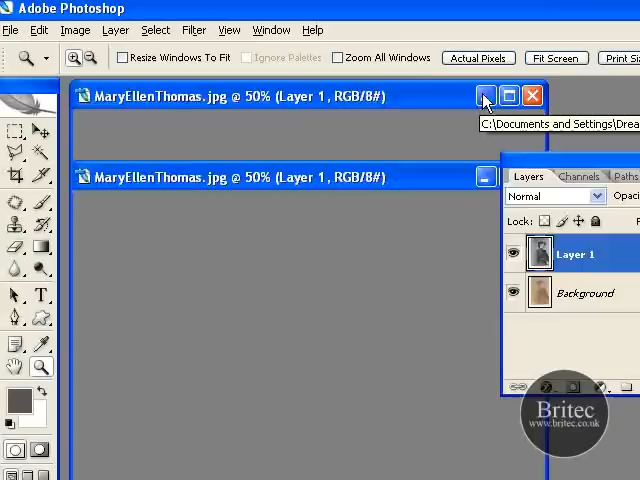 Adobe Photoshop
File Edit Image Layer Select Filter View Window Help
Resize Windows To Fit Ignore Palettes Zoom All Windows Actual Pixels Fit Screen Print Siz
MaryEllenThomas.jpg @ 50% (Layer 1, RGB/8#)
C:\Documents and Settings\Drea
MaryEllenThomas.jpg @ 50% (Layer 1, RGB/8#)
Layers Channels Paths
Normal Opaci
Lock: F
Layer 1
Background
Britec
www.britec.co.uk